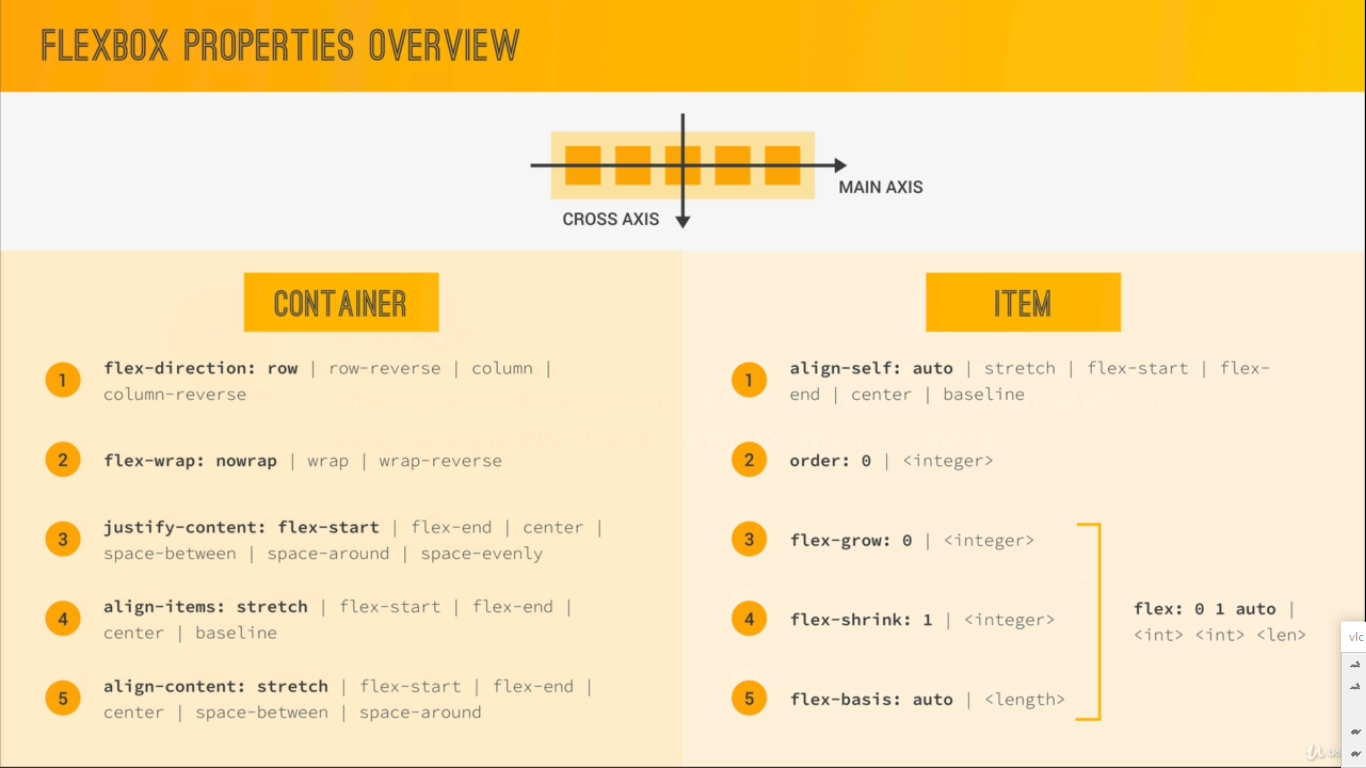 FLEXBOX PROPERTIES OVERVIEW
MAIN AXIS
CROSS AXIS
CONTAINER
1
flex-direction: row | row-reverse | column |
column-reverse
2
flex-wrap: nowrap | wrap | wrap-reverse
3
justify-content: flex-start | flex-end | center |
space-between | space-around | space-evenly
4
align-items: stretch | flex-start | flex-end |
center | baseline
5
align-content: stretch | flex-start | flex-end |
center | space-between | space-around
ITEM
1
align-self: auto | stretch | flex-start | flex-
end | center | baseline
2
order: 0 | <integer>
3
flex-grow: 0 | <integer>
4
flex-shrink: 1 | <integer>
5
flex-basis: auto | <length>
flex: 0 1 auto |
<int> <int> <len>
vlc